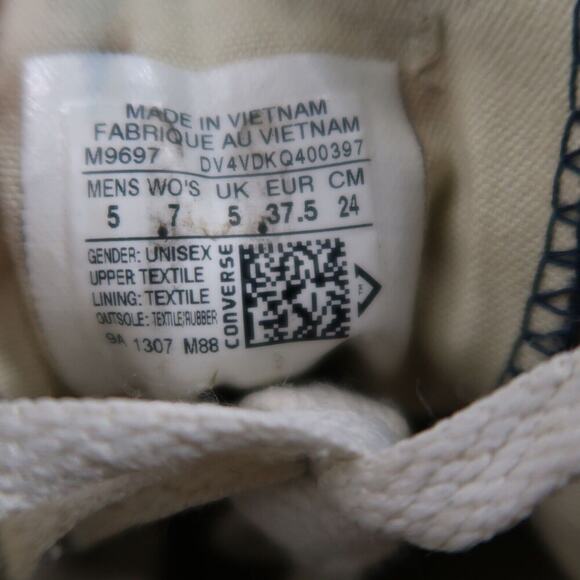 MADE IN VIETNAM
FABRIQUE AU VIETNAM
M9697 DV4VDKQ400397
MENS WO'S UK EUR CM
5 7 5 37.5 24
GENDER: UNISEX
UPPER TEXTILE
LINING: TEXTILE
OUTSOLE: TEXTILE/RUBBER
9A 1307 M88
CONVERSE
TM